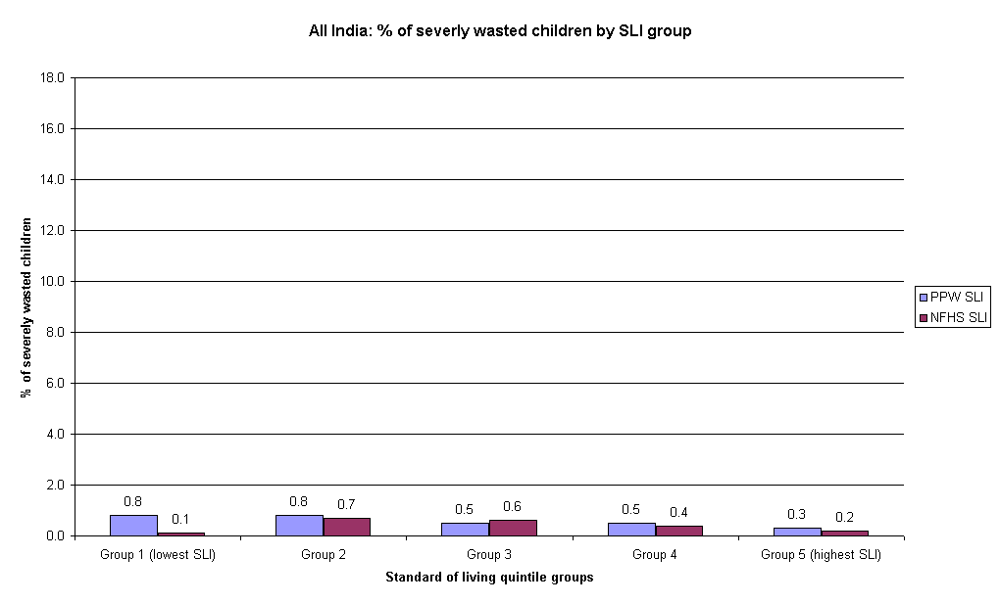 All India: % of severly wasted children by SLI group
18.0
16.0
14.0
12.0
10.0
8.0
6.0
4.0
2.0
0.0
% of severely wasted children
0.8
0.1
0.8
0.7
0.5
0.6
0.5
0.4
0.3
0.2
Group 1 (lowest SLI)
Group 2
Group 3
Group 4
Group 5 (highest SLI)
Standard of living quintile groups
PPW SLI
NFHS SLI